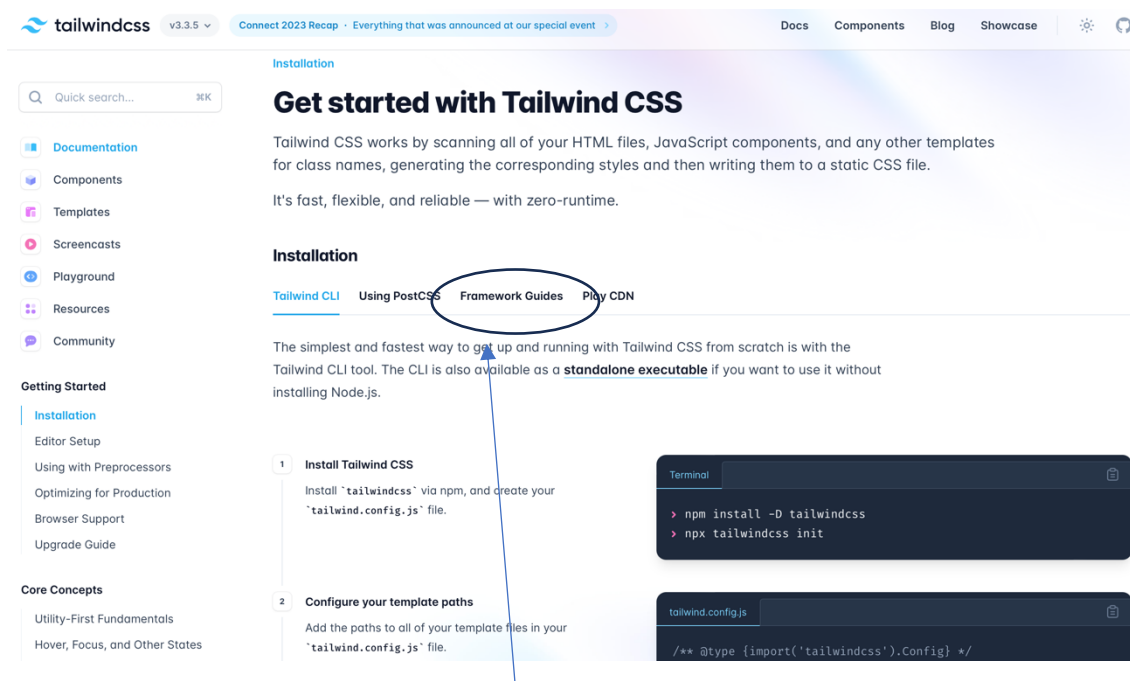 tailwindcss v3.3.5 Connect 2023 Recap · Everything that was announced at our special event Docs Components Blog Showcase
Quick search... ⌘K
Documentation
Components
Templates
Screencasts
Playground
Resources
Community
Getting Started
Installation
Editor Setup
Using with Preprocessors
Optimizing for Production
Browser Support
Upgrade Guide
Core Concepts
Utility-First Fundamentals
Hover, Focus, and Other States
Installation
Get started with Tailwind CSS
Tailwind CSS works by scanning all of your HTML files, JavaScript components, and any other templates
for class names, generating the corresponding styles and then writing them to a static CSS file.
It's fast, flexible, and reliable — with zero-runtime.
Installation
Tailwind CLI Using PostCSS Framework Guides Play CDN
The simplest and fastest way to get up and running with Tailwind CSS from scratch is with the
Tailwind CLI tool. The CLI is also available as a standalone executable if you want to use it without
installing Node.js.
1 Install Tailwind CSS
Install `tailwindcss` via npm, and create your
`tailwind.config.js` file.
Terminal
> npm install -D tailwindcss
> npx tailwindcss init
2 Configure your template paths
Add the paths to all of your template files in your
`tailwind.config.js` file.
tailwind.config.js
/** @type {import('tailwindcss').Config} */